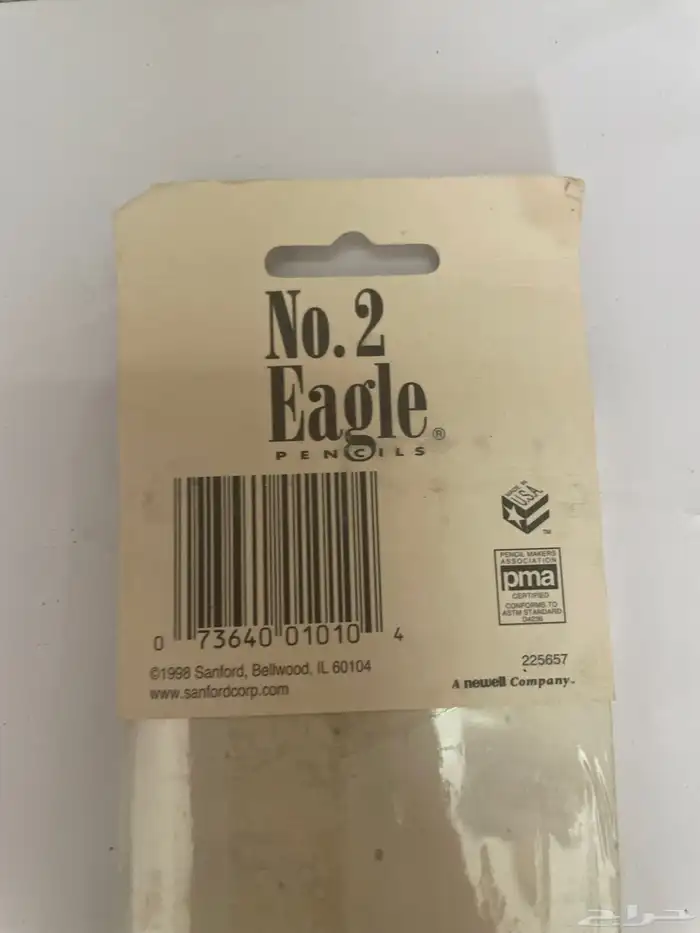 No. 2
Eagle®
PENCILS
MADE IN
U.S.A.
TM
PENCIL MAKERS
ASSOCIATION
pma
CERTIFIED
CONFORMS TO
ASTM STANDARD
D4236
0 73640 01010 4
©1998 Sanford, Bellwood, IL 60104
www.sanfordcorp.com
225657
A newell Company.
حراج